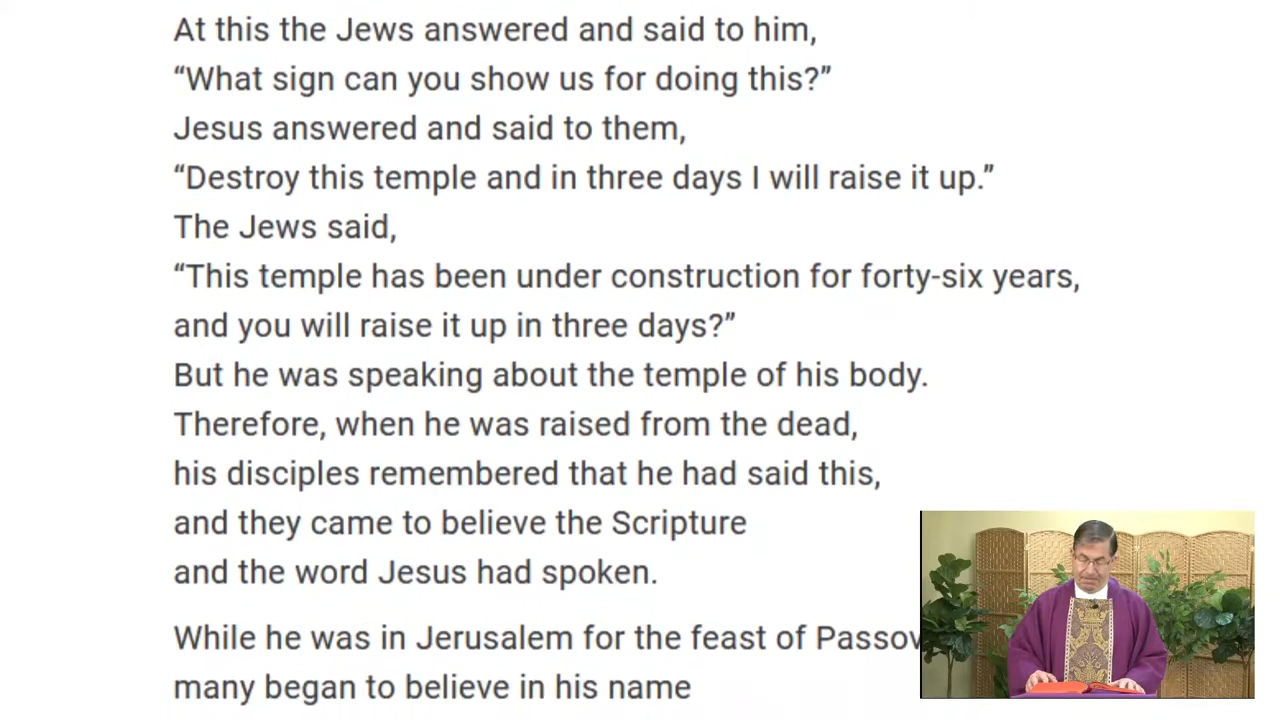 At this the Jews answered and said to him,
“What sign can you show us for doing this?”
Jesus answered and said to them,
“Destroy this temple and in three days I will raise it up.”
The Jews said,
“This temple has been under construction for forty-six years,
and you will raise it up in three days?”
But he was speaking about the temple of his body.
Therefore, when he was raised from the dead,
his disciples remembered that he had said this,
and they came to believe the Scripture
and the word Jesus had spoken.
While he was in Jerusalem for the feast of
many began to believe in his name